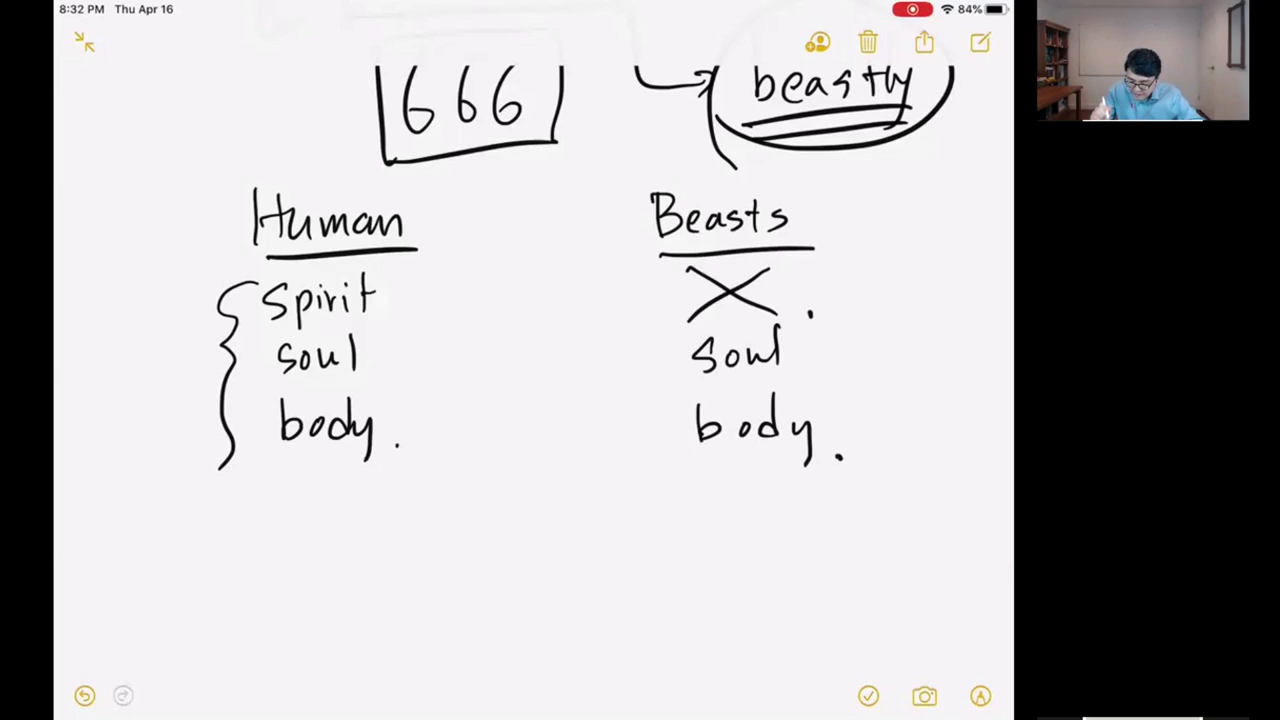 8:32 PM Thu Apr 16 84%
666 beastly
Human Beasts
spirit
soul soul
body. body.